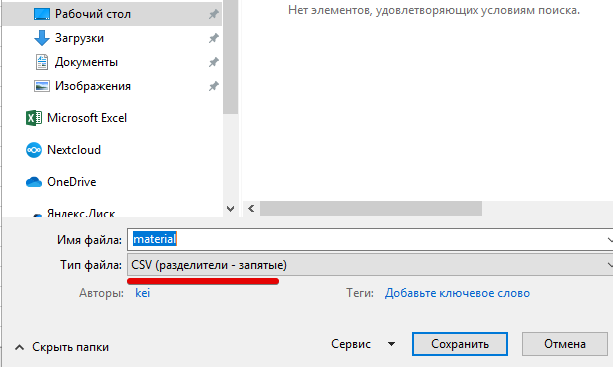 Рабочий стол
Нет элементов, удовлетворяющих условиям поиска.
Загрузки
Документы
Изображения
Microsoft Excel
Nextcloud
OneDrive
Яндекс.Диск
Имя файла: material
Тип файла: CSV (разделители - запятые)
Авторы: kei Теги: Добавьте ключевое слово
Скрыть папки Сервис Сохранить Отмена